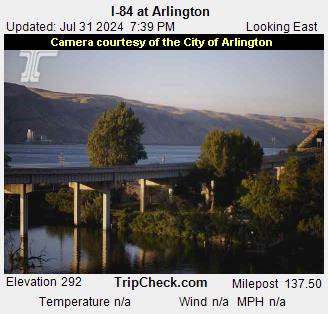 I-84 at Arlington
Updated: Jul 31 2024 7:39 PM Looking East
Camera courtesy of the City of Arlington
Elevation 292 TripCheck.com Milepost 137.50
Temperature n/a Wind n/a MPH n/a